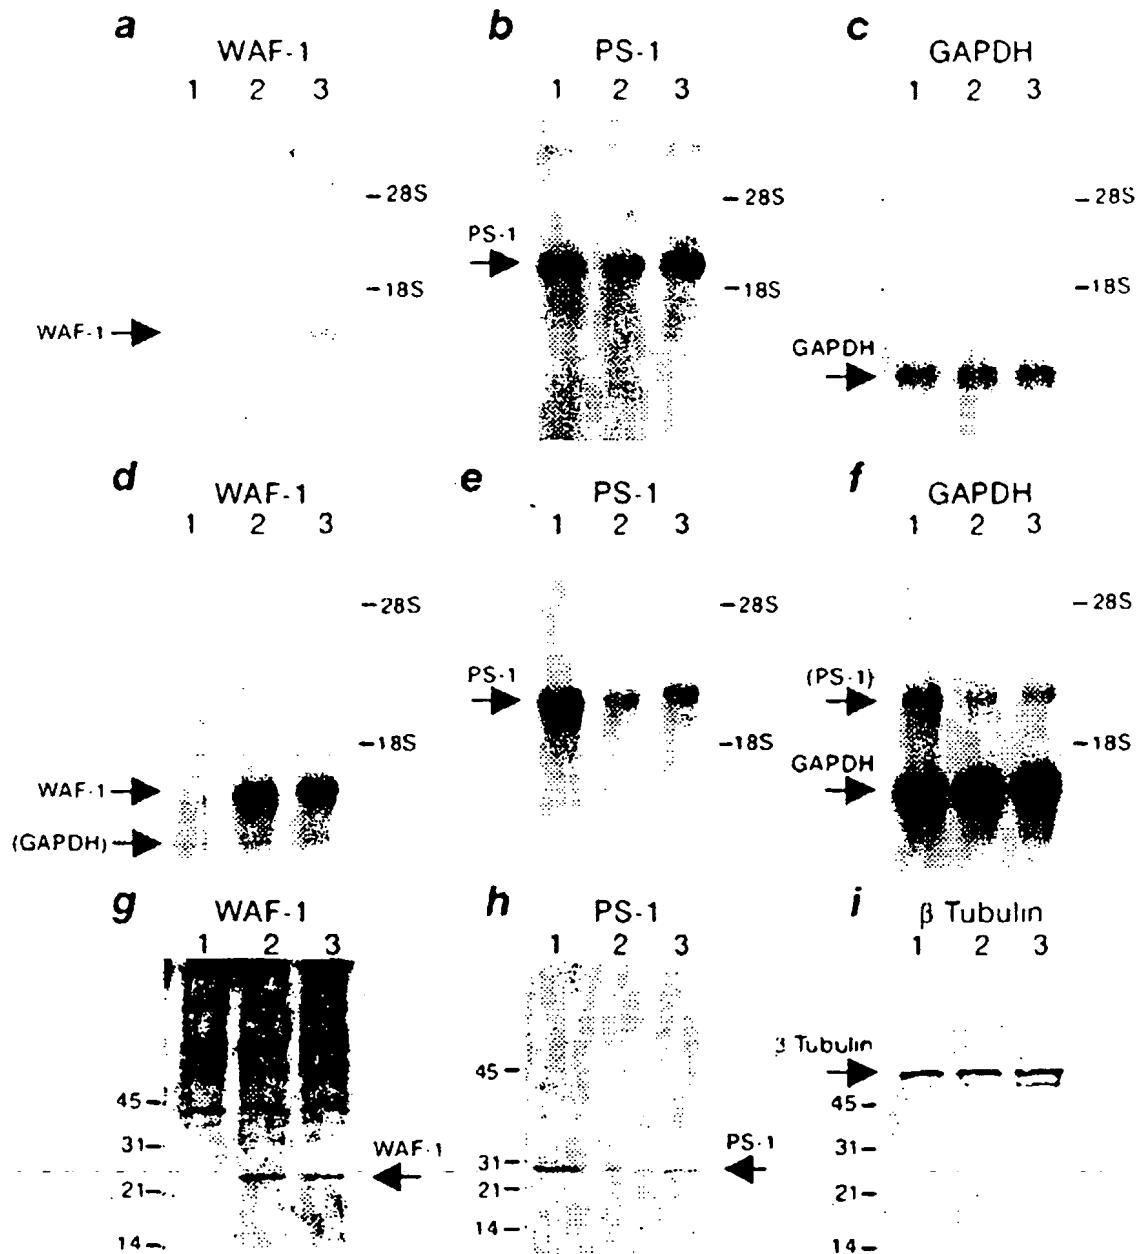 a b c
WAF-1 PS-1 GAPDH
1 2 3 1 2 3 1 2 3
-28S -28S -28S
PS-1
-18S -18S -18S
WAF-1
GAPDH
d e f
WAF-1 PS-1 GAPDH
1 2 3 1 2 3 1 2 3
-28S -28S -28S
PS-1 (PS-1)
-18S -18S -18S
WAF-1 GAPDH
(GAPDH)
g h i
WAF-1 PS-1 β Tubulin
1 2 3 1 2 3 1 2 3
β Tubulin
45- 45- 45-
31- WAF-1 31- PS-1 31-
21- 21- 21-
14- 14- 14-